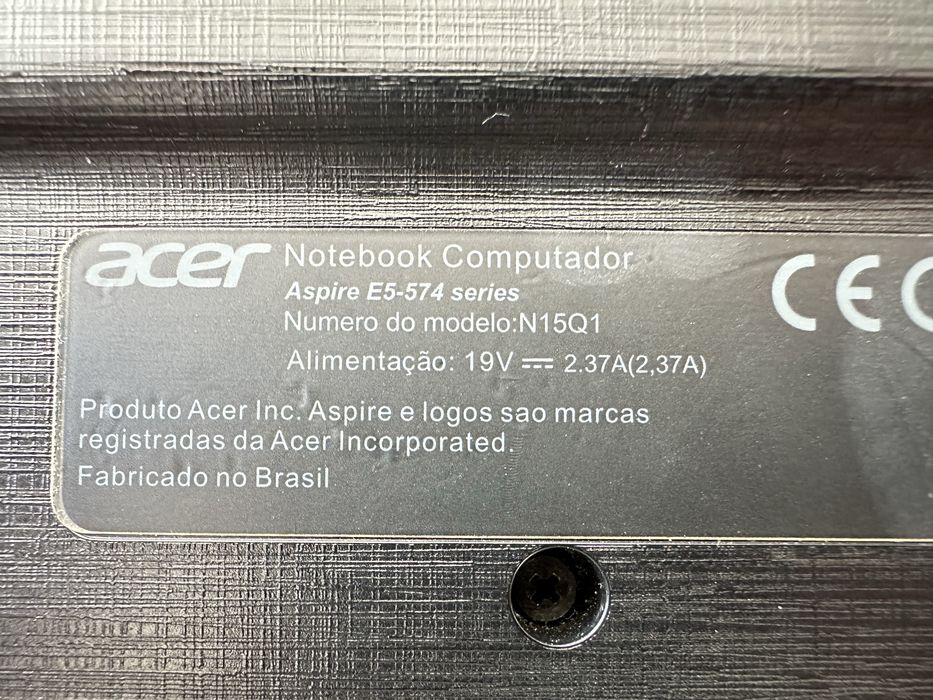 acer Notebook Computador
Aspire E5-574 series
Numero do modelo:N15Q1
Alimentação: 19V ⎓ 2.37A(2,37A)
Produto Acer Inc. Aspire e logos sao marcas
registradas da Acer Incorporated.
Fabricado no Brasil
CE